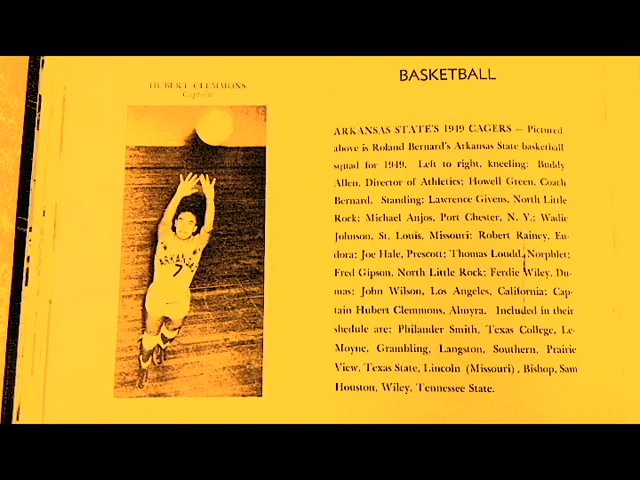 HUBERT CLEMMONS
Captain
ARKANSAS
7
BASKETBALL
ARKANSAS STATE'S 1949 CAGERS — Pictured
above is Roland Bernard's Arkansas State basketball
squad for 1949. Left to right, kneeling: Buddy
Allen, Director of Athletics; Howell Green, Coach
Bernard. Standing: Lawrence Givens, North Little
Rock; Michael Anjos, Port Chester, N. Y.; Wadie
Johnson, St. Louis, Missouri; Robert Rainey, Eu-
dora; Joe Hale, Prescott; Thomas Loudd, Norphlet;
Fred Gipson, North Little Rock; Ferdie Wiley, Du-
mas; John Wilson, Los Angeles, California; Cap-
tain Hubert Clemmons, Almyra. Included in their
shedule are: Philander Smith, Texas College, Le-
Moyne, Grambling, Langston, Southern, Prairie
View, Texas State, Lincoln (Missouri), Bishop, Sam
Houston, Wiley, Tennessee State.